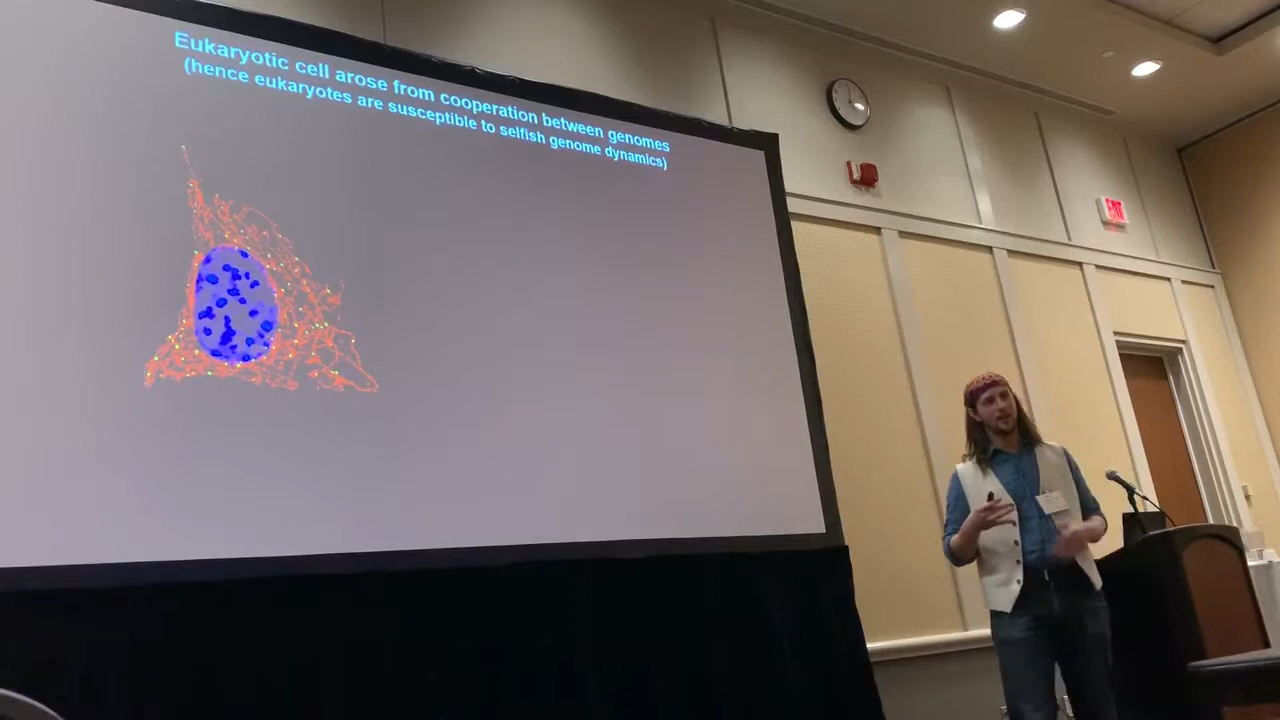 Eukaryotic cell arose from cooperation between genomes
(hence eukaryotes are susceptible to selfish genome dynamics)
EXIT